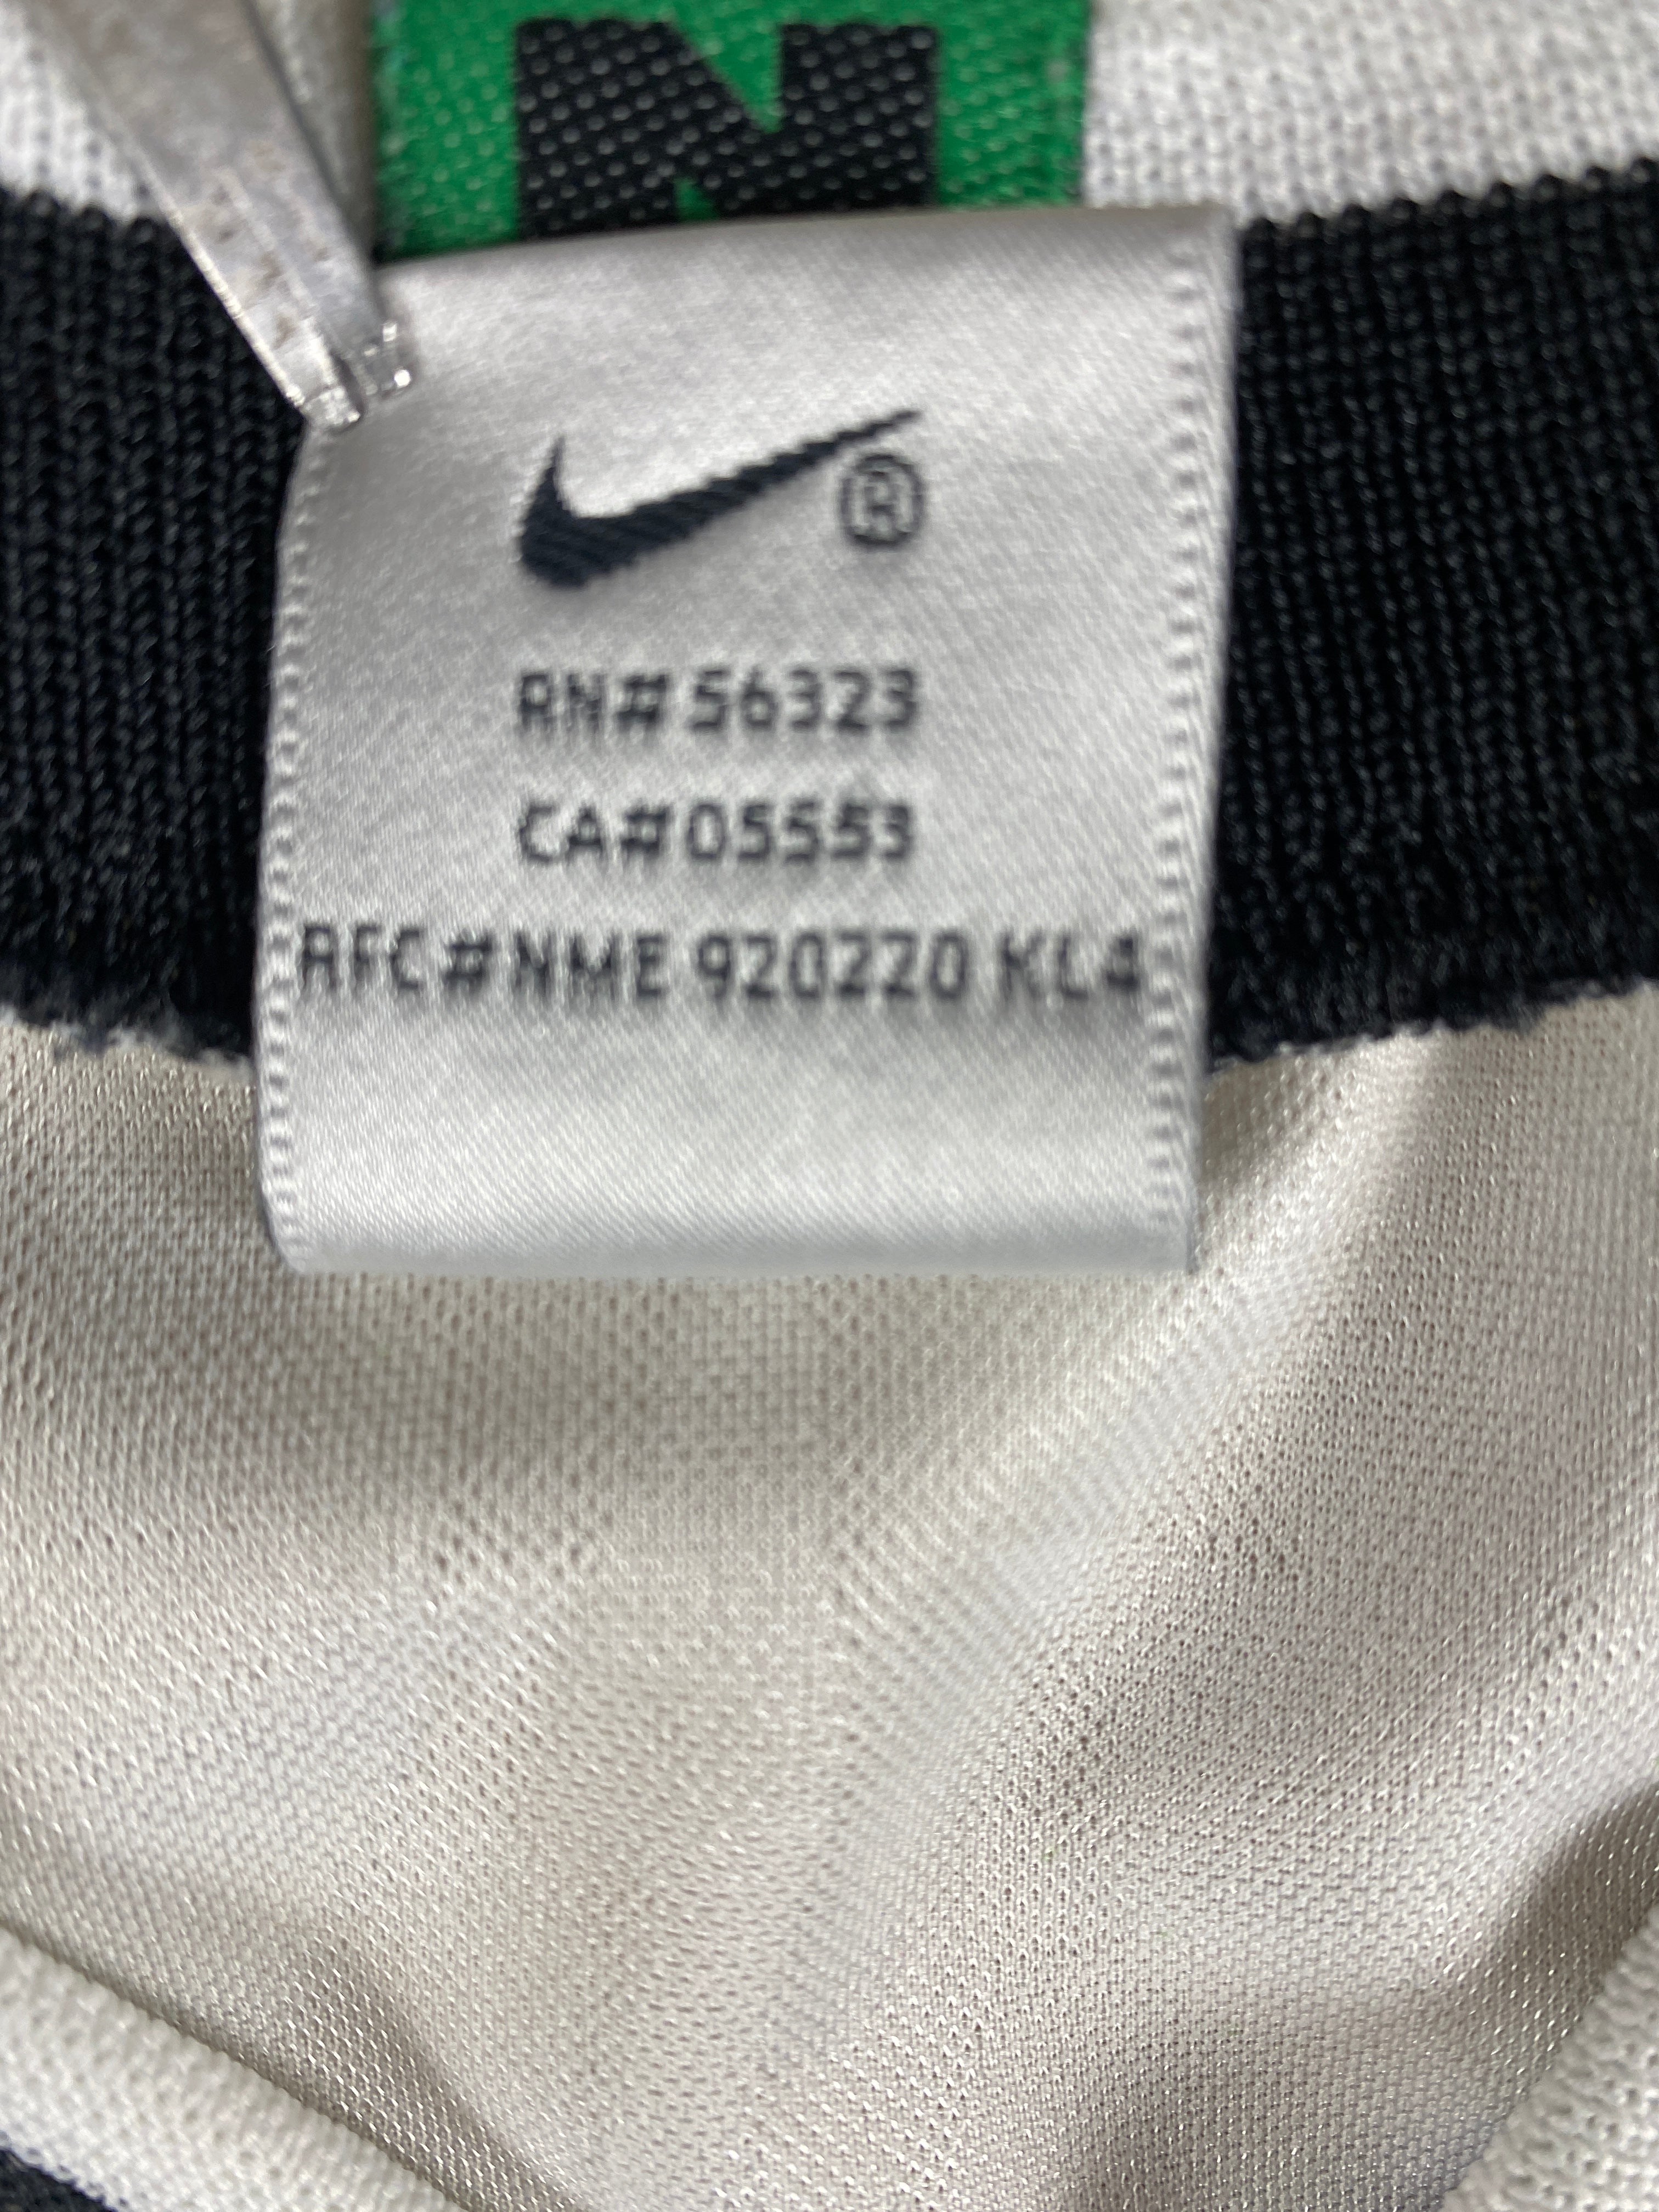 N
®
RN# 56323
CA# 05553
RFC# NME 920220 KL4